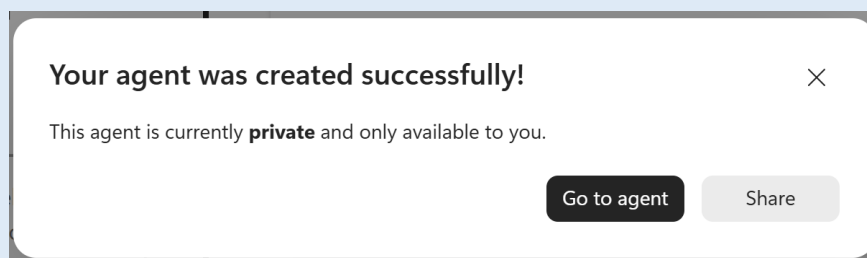 Your agent was created successfully!
This agent is currently private and only available to you.
Go to agent
Share